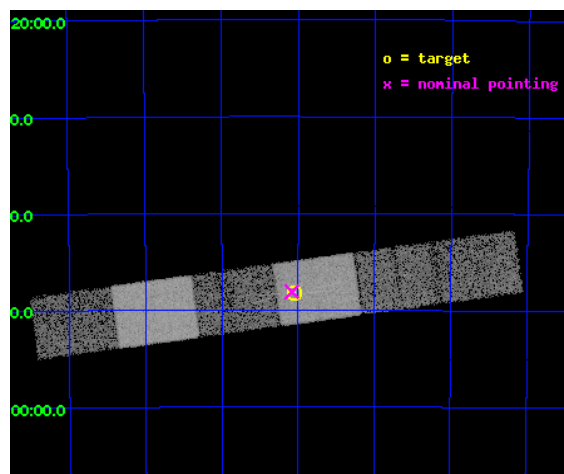 20:00.0
o = target
x = nominal pointing
0.0
0.0
0.0
00:00.0